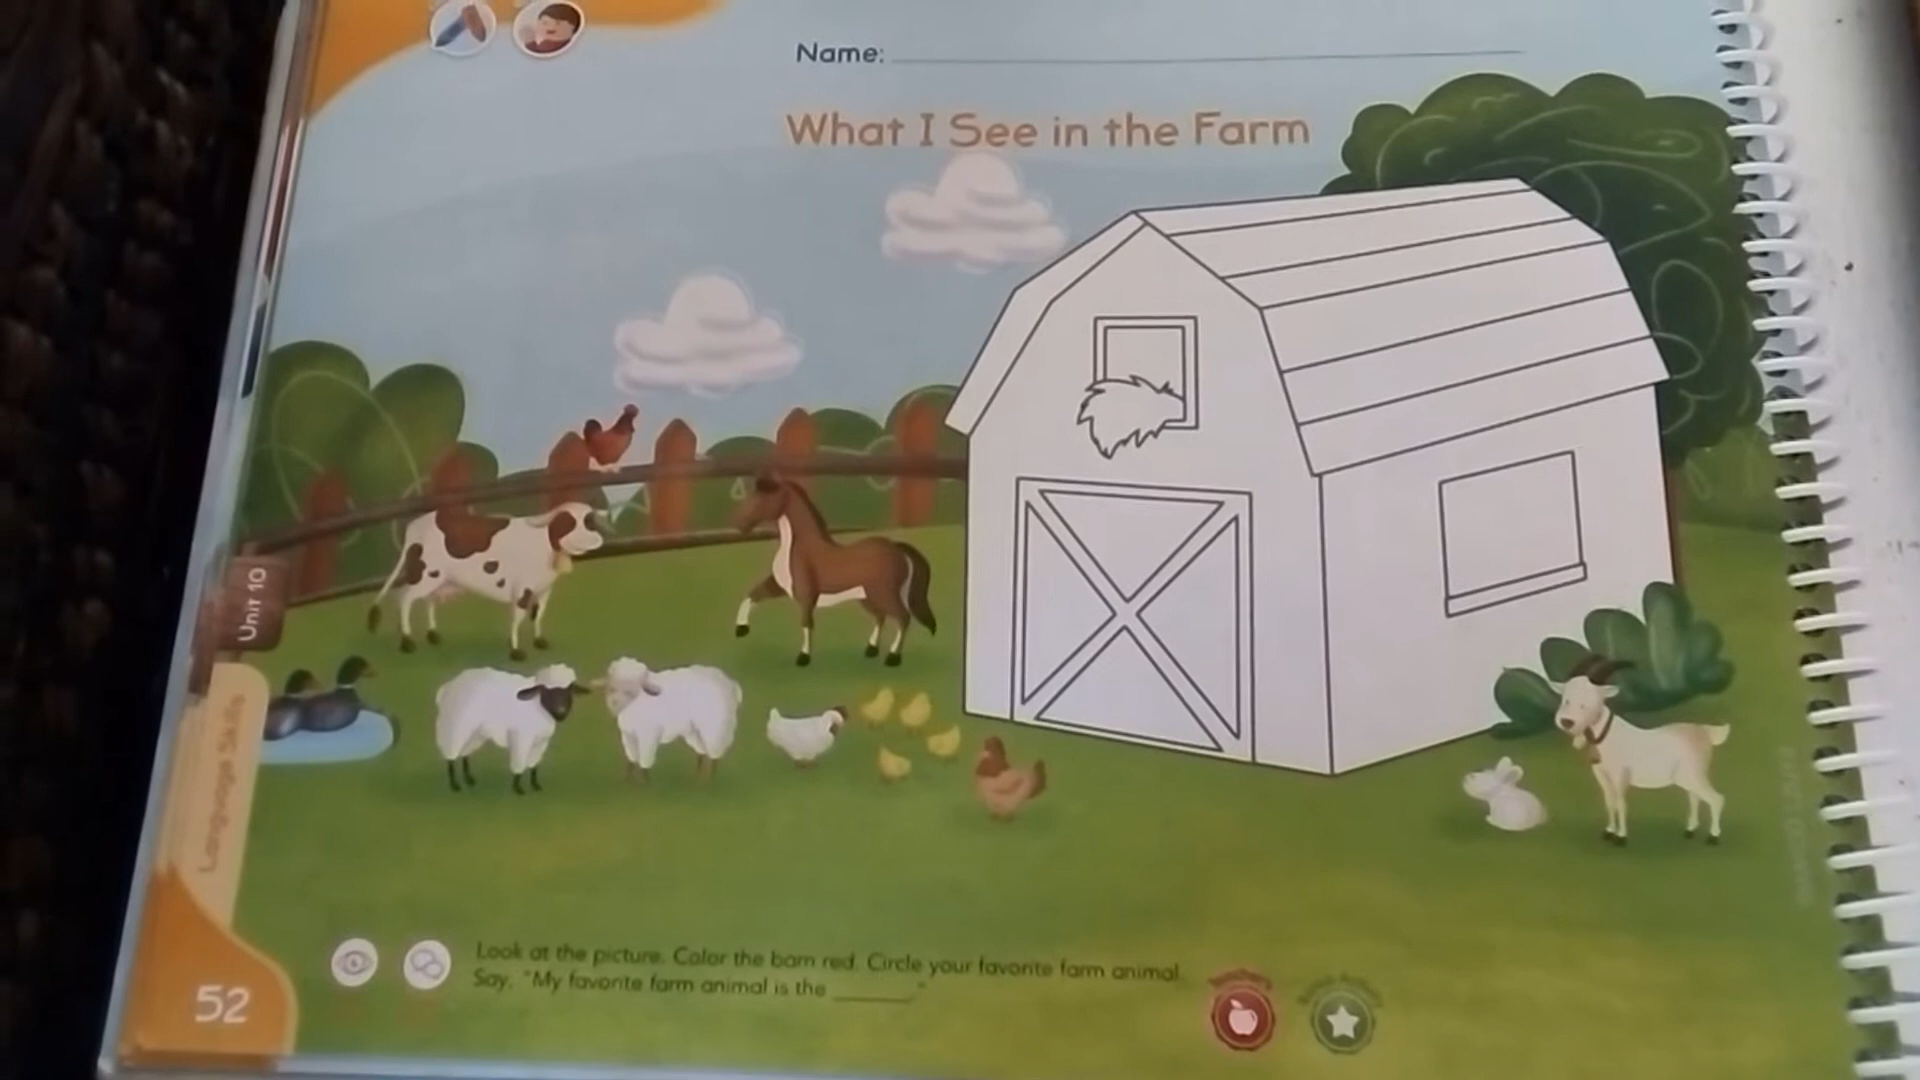 Name:
What I See in the Farm
Unit 10
Language Skills
Look at the picture. Color the barn red. Circle your favorite farm animal.
Say, "My favorite farm animal is the ______."
52